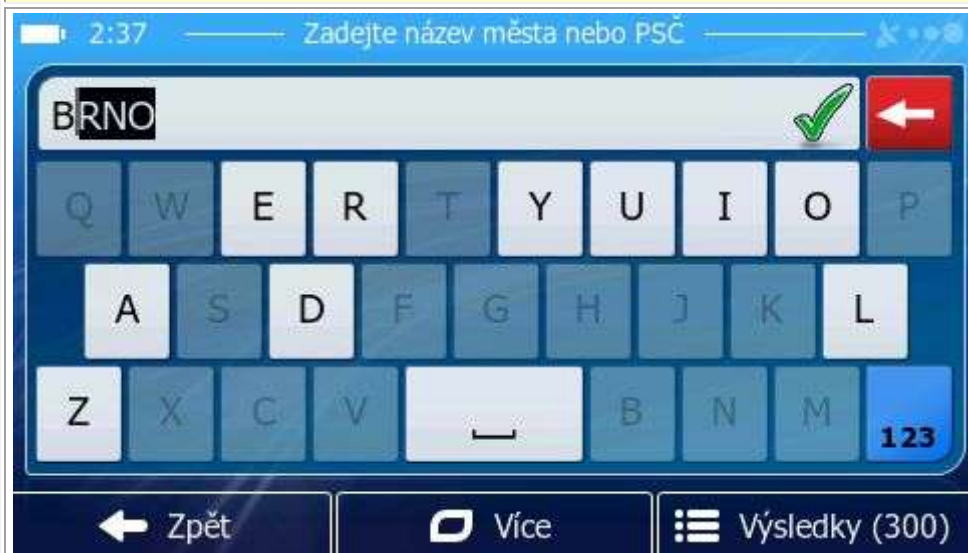 2:37 Zadejte název města nebo PSČ
BRNO
Q W E R T Y U I O P
A S D F G H J K L
Z X C V B N M 123
Zpět Více Výsledky (300)